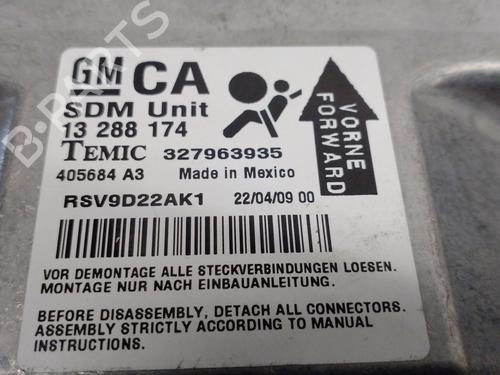 GM CA
SDM Unit
13 288 174
TEMIC 327963935
405684 A3 Made in Mexico
RSV9D22AK1 22/04/09 00
VORNE
FORWARD
VOR DEMONTAGE ALLE STECKVERBINDUNGEN LOESEN.
MONTAGE NUR NACH EINBAUANLEITUNG.
BEFORE DISASSEMBLY, DETACH ALL CONNECTORS.
ASSEMBLY STRICTLY ACCORDING TO MANUAL
INSTRUCTIONS.
B-PARTS